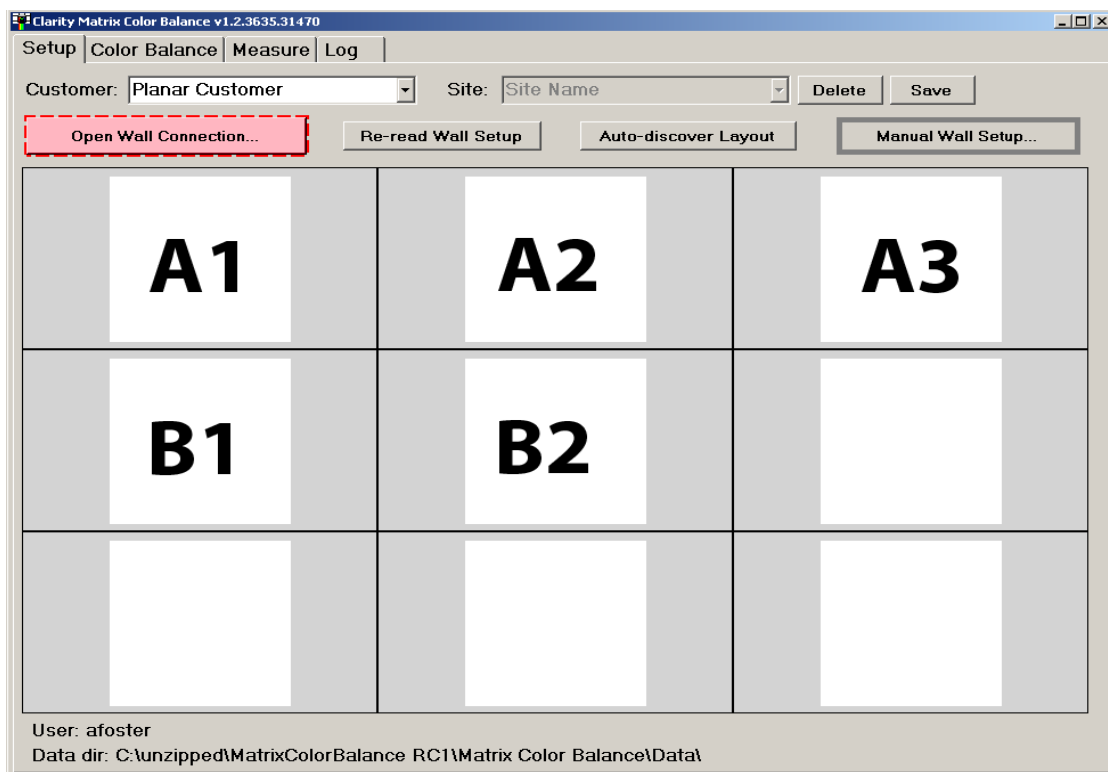 Clarity Matrix Color Balance v1.2.3635.31470
Setup Color Balance Measure Log
Customer: Planar Customer Site: Site Name Delete Save
Open Wall Connection... Re-read Wall Setup Auto-discover Layout Manual Wall Setup...
A1 A2 A3
B1 B2
User: afoster
Data dir: C:\unzipped\MatrixColorBalance RC1\Matrix Color Balance\Data\